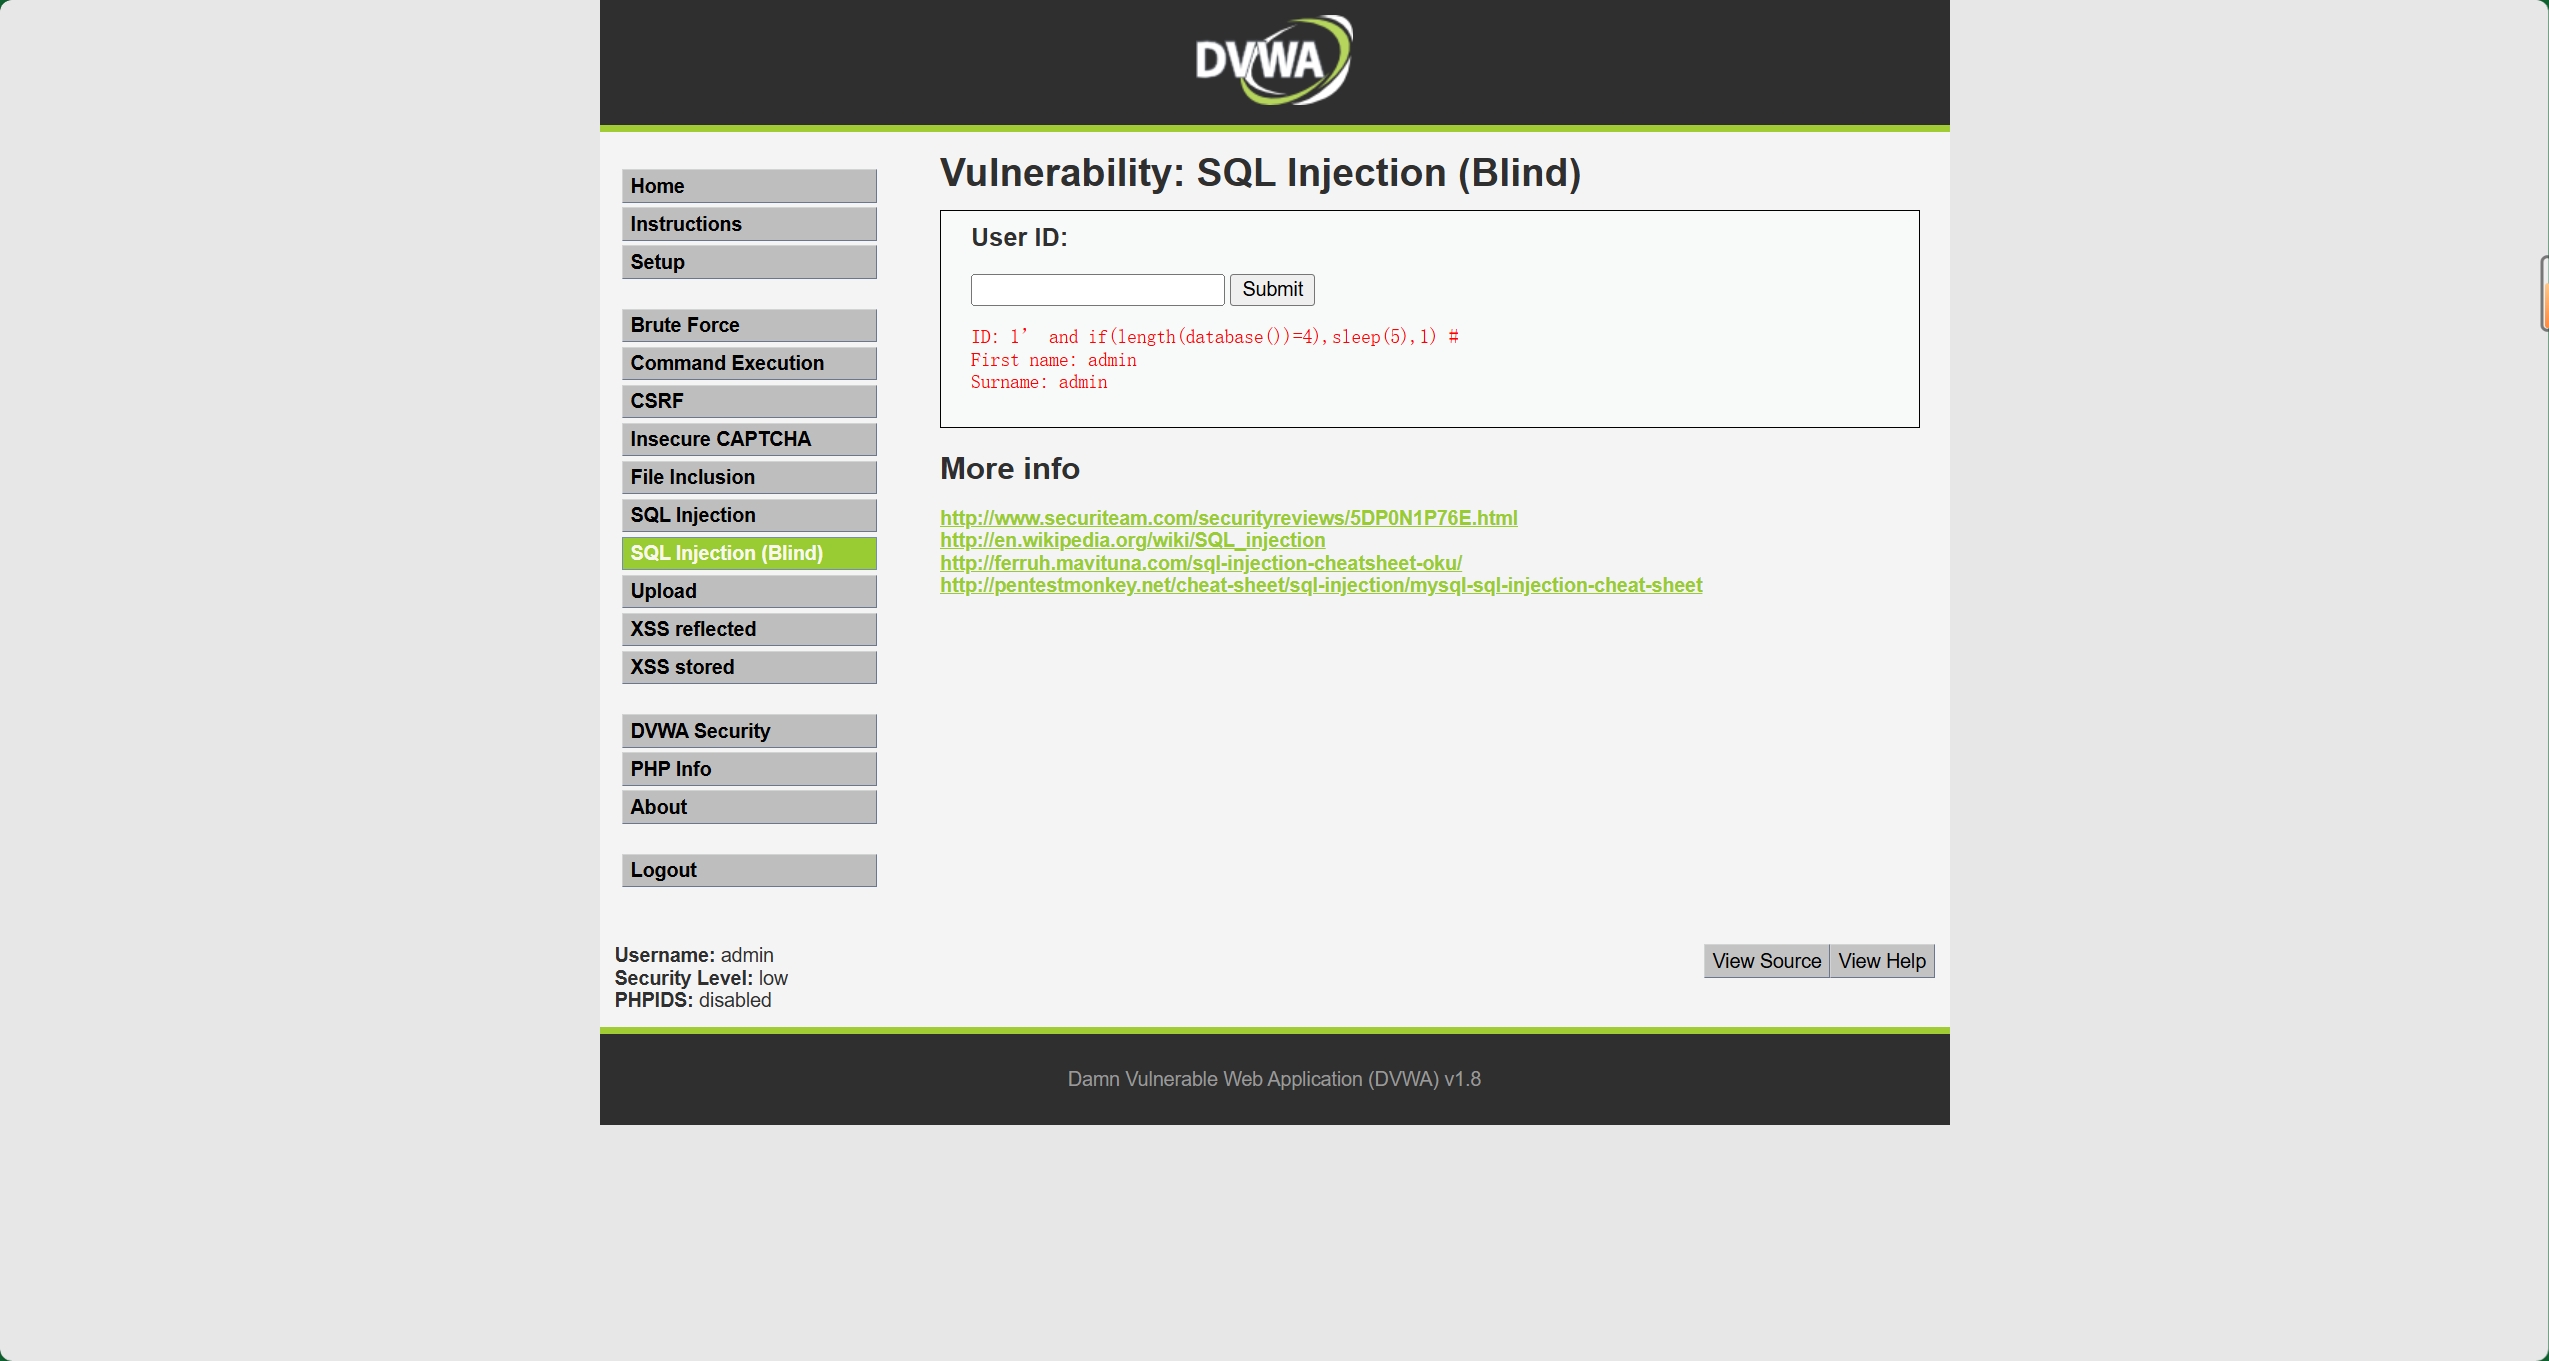 DVWA
Home
Instructions
Setup
Brute Force
Command Execution
CSRF
Insecure CAPTCHA
File Inclusion
SQL Injection
SQL Injection (Blind)
Upload
XSS reflected
XSS stored
DVWA Security
PHP Info
About
Logout
Vulnerability: SQL Injection (Blind)
User ID:
Submit
ID: 1’ and if(length(database())=4),sleep(5),1) #
First name: admin
Surname: admin
More info
http://www.securiteam.com/securityreviews/5DP0N1P76E.html
http://en.wikipedia.org/wiki/SQL_injection
http://ferruh.mavituna.com/sql-injection-cheatsheet-oku/
http://pentestmonkey.net/cheat-sheet/sql-injection/mysql-sql-injection-cheat-sheet
Username: admin
Security Level: low
PHPIDS: disabled
View Source View Help
Damn Vulnerable Web Application (DVWA) v1.8